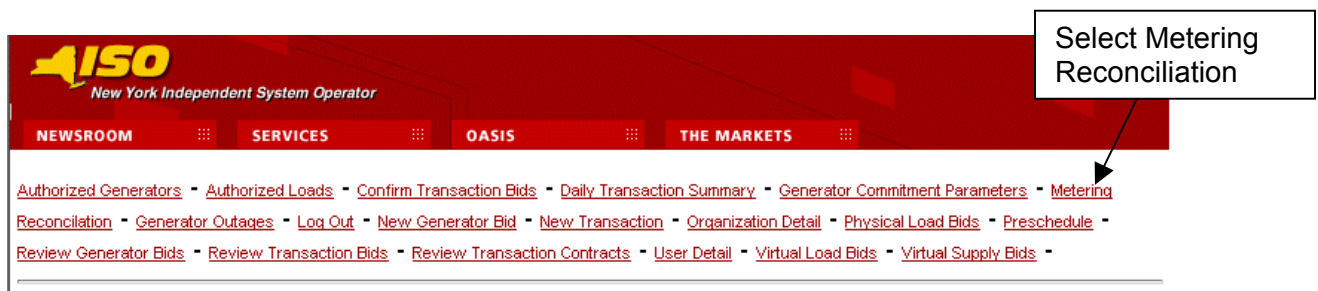 Select Metering
Reconciliation
ISO
New York Independent System Operator
NEWSROOM SERVICES OASIS THE MARKETS
Authorized Generators - Authorized Loads - Confirm Transaction Bids - Daily Transaction Summary - Generator Commitment Parameters - Metering
Reconcilation - Generator Outages - Log Out - New Generator Bid - New Transaction - Organization Detail - Physical Load Bids - Preschedule -
Review Generator Bids - Review Transaction Bids - Review Transaction Contracts - User Detail - Virtual Load Bids - Virtual Supply Bids -